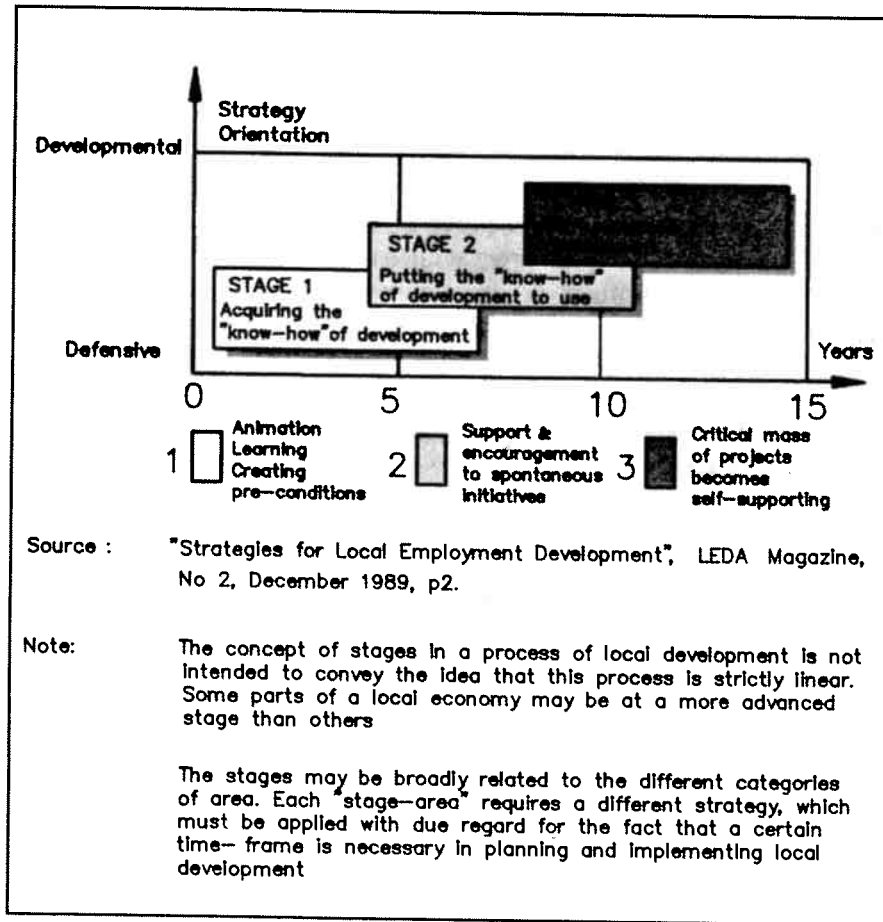 Strategy
Orientation
Developmental
STAGE 2
Putting the "know-how"
of development to use
STAGE 1
Acquiring the
"know-how" of development
Defensive
Years
0
5
10
15
1
Animation
Learning
Creating
pre-conditions
2
Support &
encouragement
to spontaneous
initiatives
3
Critical mass
of projects
becomes
self-supporting
Source : "Strategies for Local Employment Development", LEDA Magazine,
No 2, December 1989, p2.
Note: The concept of stages in a process of local development is not
intended to convey the idea that this process is strictly linear.
Some parts of a local economy may be at a more advanced
stage than others
The stages may be broadly related to the different categories
of area. Each "stage-area" requires a different strategy, which
must be applied with due regard for the fact that a certain
time- frame is necessary in planning and implementing local
development